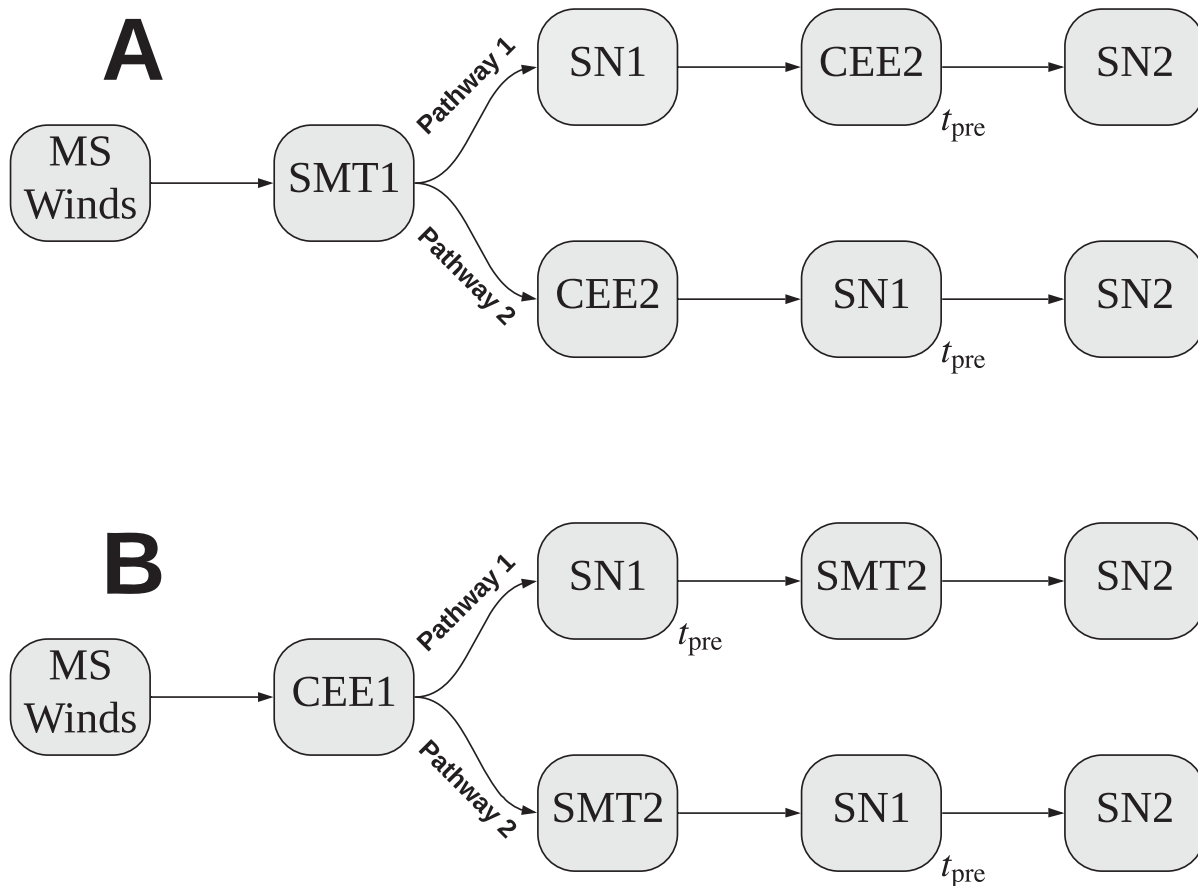 A
MS
Winds
SMT1
Pathway 1
SN1
CEE2
t_pre
SN2
Pathway 2
CEE2
SN1
t_pre
SN2
B
MS
Winds
CEE1
Pathway 1
SN1
t_pre
SMT2
SN2
Pathway 2
SMT2
SN1
t_pre
SN2